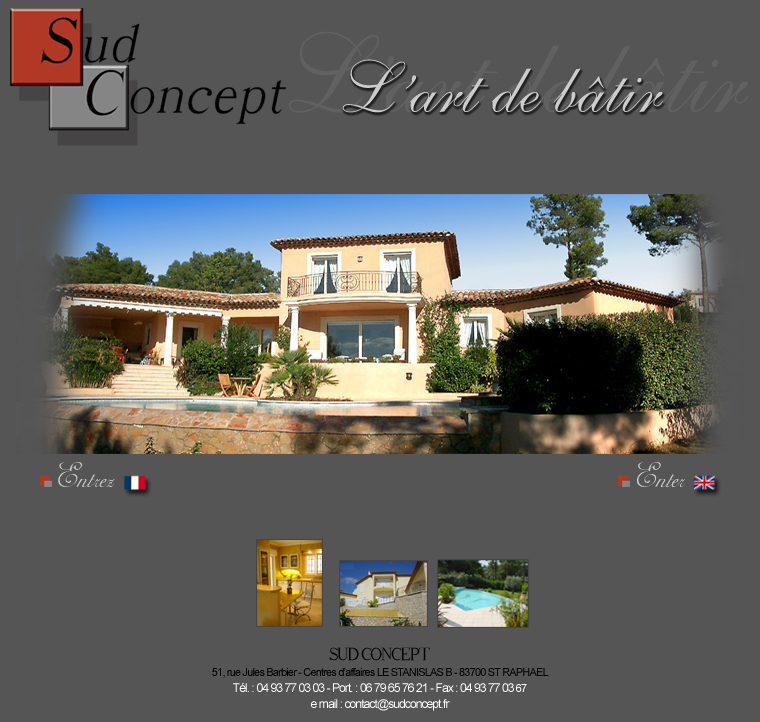 Sud
Concept
L'art de bâtir
Entrez
Enter
SUD CONCEPT
51, rue Jules Barbier - Centres d'affaires LE STANISLAS B - 83700 ST RAPHAEL
Tél. : 04 93 77 03 03 - Port. : 06 79 65 76 21 - Fax : 04 93 77 03 67
e mail : contact@sudconcept.fr